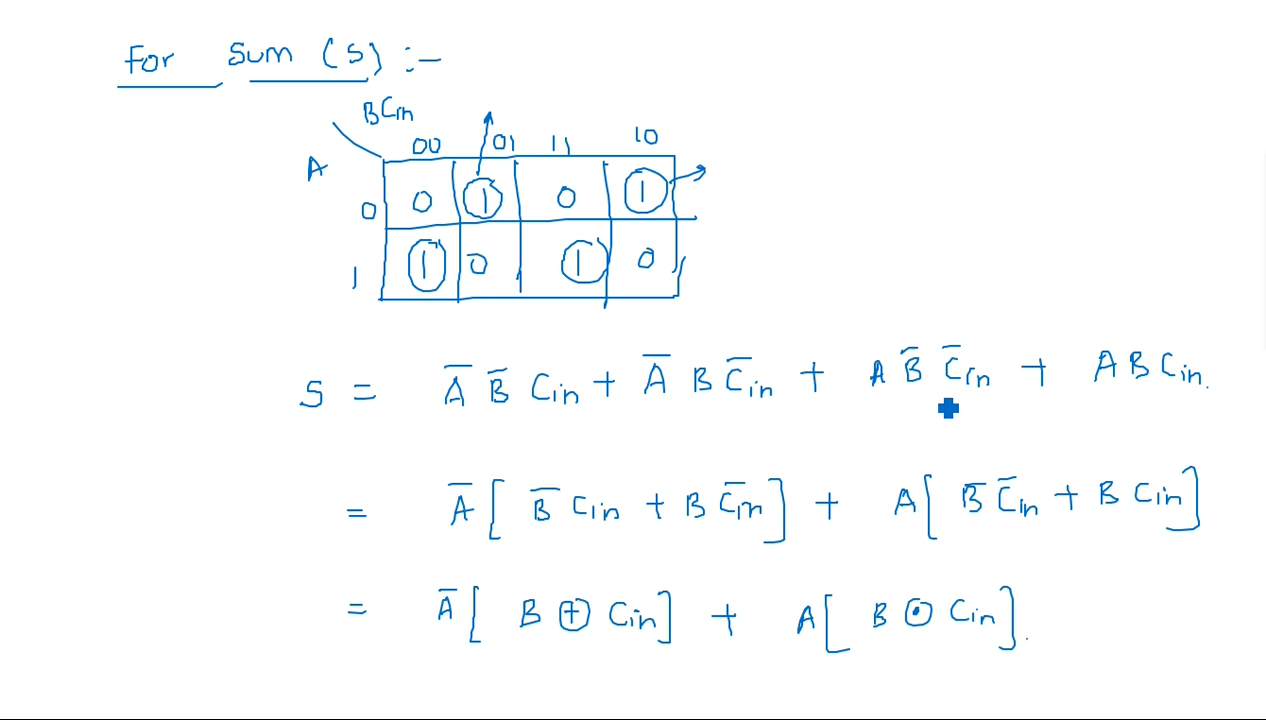 For Sum (S) :-
BCin
00 01 11 10
A
0 0 1 0 1
1 1 0 1 0
S = A̅ B̅ Cin + A̅ B C̅in + A B̅ C̅in + A B Cin.
= A̅ [ B̅ Cin + B C̅in ] + A [ B̅ C̅in + B Cin ]
= A̅ [ B ⊕ Cin ] + A [ B ⊙ Cin ].